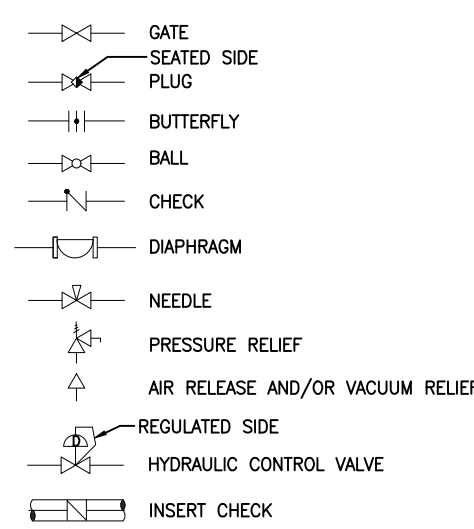 GATE
SEATED SIDE
PLUG
BUTTERFLY
BALL
CHECK
DIAPHRAGM
NEEDLE
PRESSURE RELIEF
AIR RELEASE AND/OR VACUUM RELIEF
REGULATED SIDE
D
HYDRAULIC CONTROL VALVE
INSERT CHECK